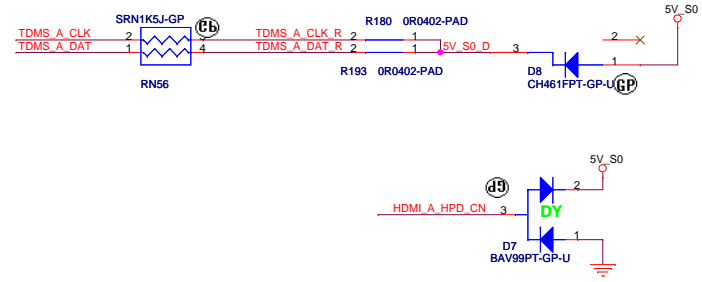 5V_S0
SRN1K5J-GP
R180 0R0402-PAD
TDMS_A_CLK 2 3 TDMS_A_CLK_R 2 1 2
TDMS_A_DAT 1 4 TDMS_A_DAT_R 2 1 5V_S0_D 3 1
R193 0R0402-PAD
D8
RN56
CH461FPT-GP-U GP
5V_S0
GP
2
HDMI_A_HPD_CN 3
DY
1
D7
BAV99PT-GP-U